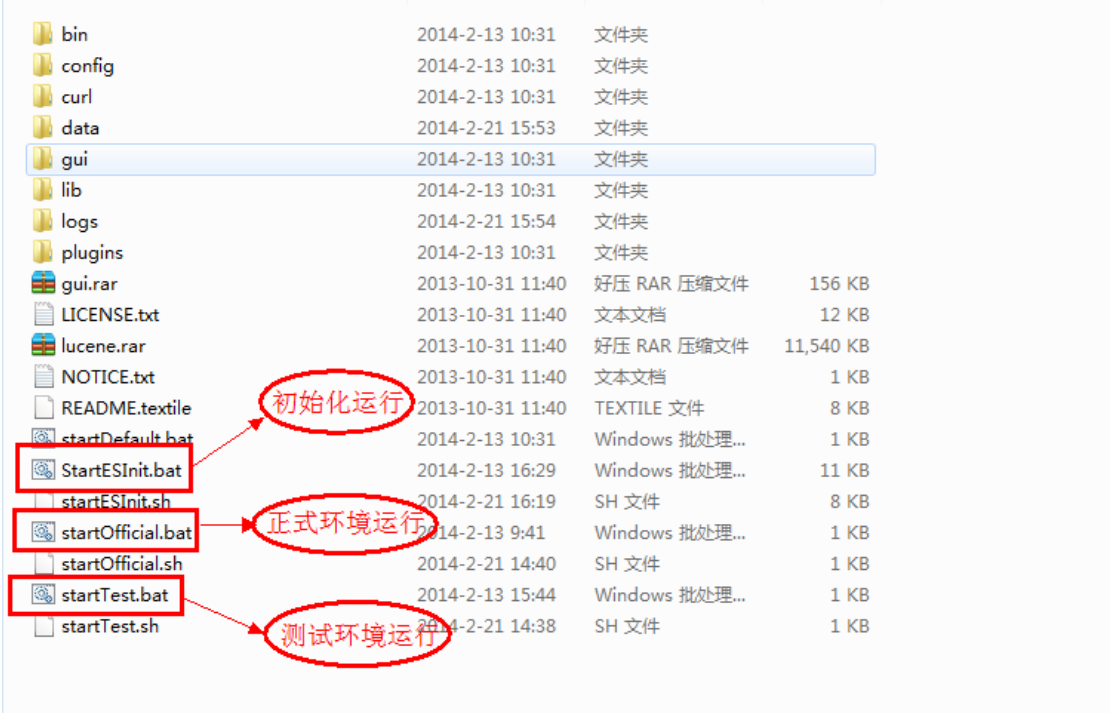 bin 2014-2-13 10:31 文件夹
config 2014-2-13 10:31 文件夹
curl 2014-2-13 10:31 文件夹
data 2014-2-21 15:53 文件夹
gui 2014-2-13 10:31 文件夹
lib 2014-2-13 10:31 文件夹
logs 2014-2-21 15:54 文件夹
plugins 2014-2-13 10:31 文件夹
gui.rar 2013-10-31 11:40 好压 RAR 压缩文件 156 KB
LICENSE.txt 2013-10-31 11:40 文本文档 12 KB
lucene.rar 2013-10-31 11:40 好压 RAR 压缩文件 11,540 KB
NOTICE.txt 2013-10-31 11:40 文本文档 1 KB
README.textile 初始化运行 2013-10-31 11:40 TEXTILE 文件 8 KB
startDefault.bat 2014-2-13 10:31 Windows 批处理... 1 KB
StartESInit.bat 2014-2-13 16:29 Windows 批处理... 11 KB
startESInit.sh 2014-2-21 16:19 SH 文件 8 KB
startOfficial.bat 正式环境运行 2014-2-13 9:41 Windows 批处理... 1 KB
startOfficial.sh 2014-2-21 14:40 SH 文件 1 KB
startTest.bat 2014-2-13 15:44 Windows 批处理... 1 KB
startTest.sh 测试环境运行 2014-2-21 14:38 SH 文件 1 KB